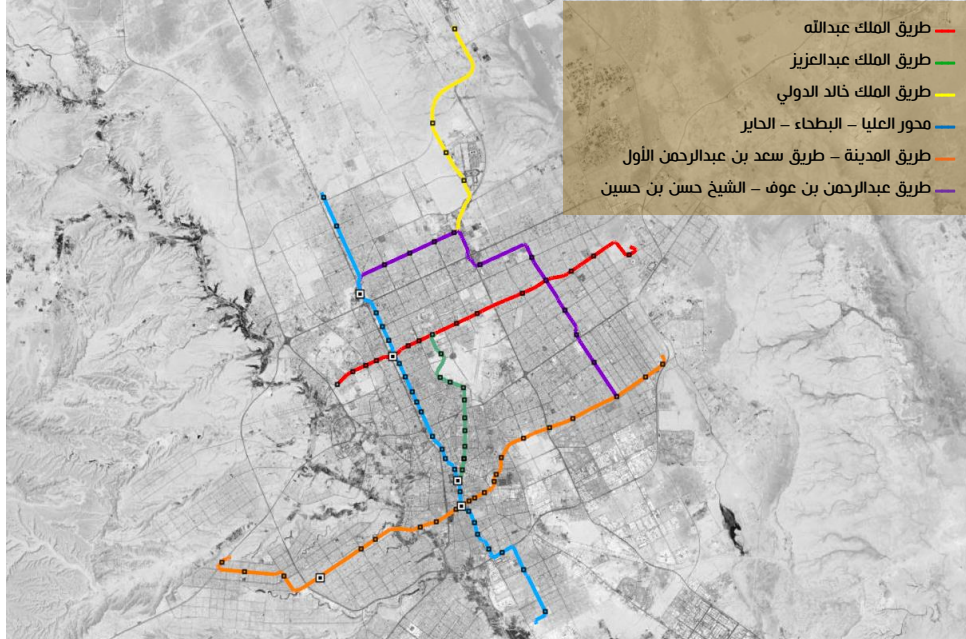 طريق الملك عبدالله
طريق الملك عبدالعزيز
طريق الملك خالد الدولي
محور العليا – البطحاء – الحاير
طريق المدينة – طريق سعد بن عبدالرحمن الأول
طريق عبدالرحمن بن عوف – الشيخ حسن بن حسين